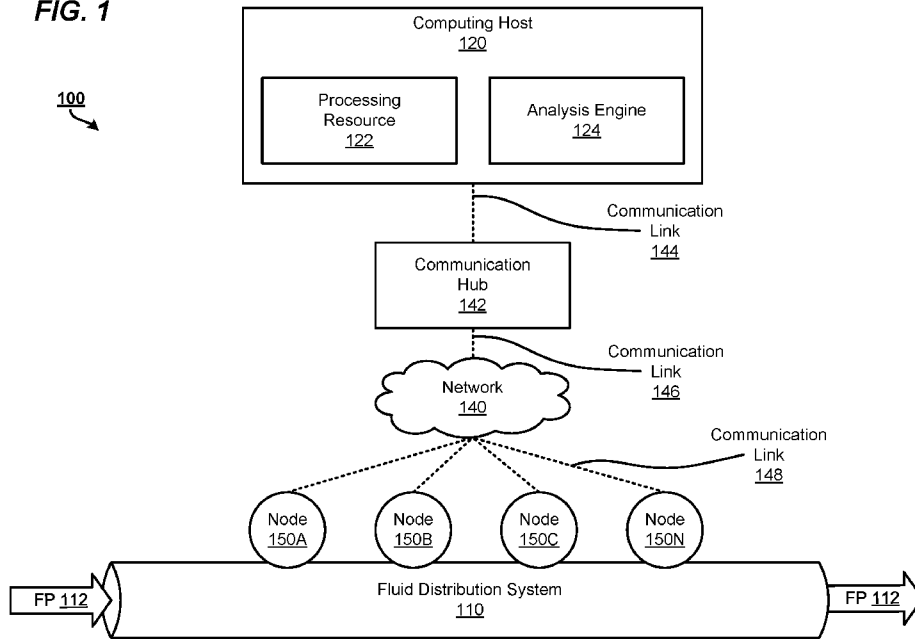 FIG. 1
Computing Host
120
100
Processing
Resource
122
Analysis Engine
124
Communication
Link
144
Communication
Hub
142
Communication
Link
146
Network
140
Communication
Link
148
Node
150A
Node
150B
Node
150C
Node
150N
FP 112
Fluid Distribution System
110
FP 112